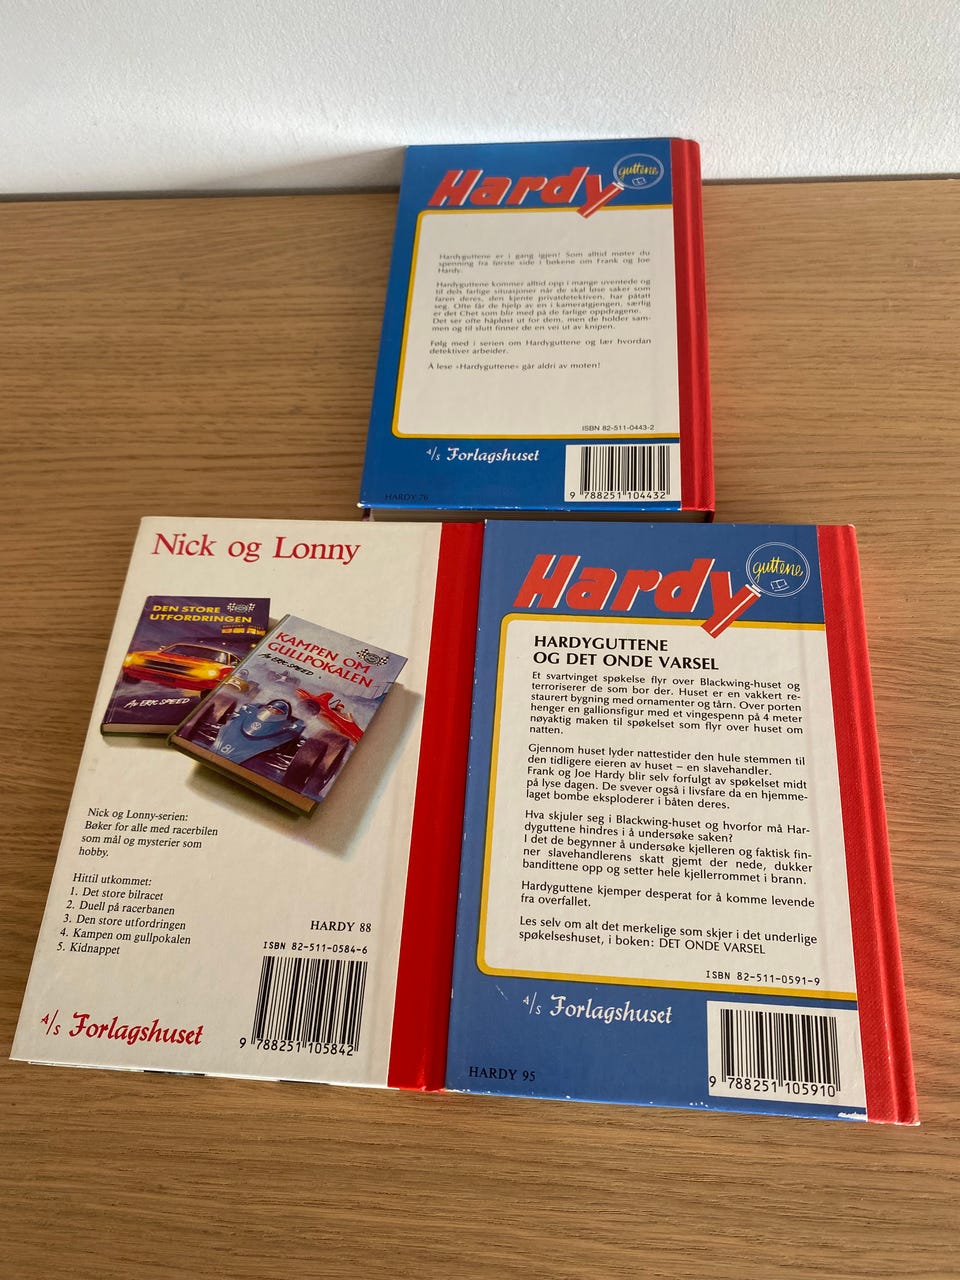 Hardy
guttene
Hardyguttene er i gang igjen! Som alltid møter du
spenning fra første side i bøkene om Frank og Joe
Hardy.
Hardyguttene kommer alltid opp i mange uventede og
til dels farlige situasjoner når de skal løse saker som
faren deres, den kjente privatdetektiven, har påtatt
seg. Ofte får de hjelp av en i kameratgjengen, særlig
er det Chet som blir med på de farlige oppdragene.
Det ser ofte håpløst ut for dem, men de holder sam-
men og til slutt finner de en vei ut av knipen.
Følg med i serien om Hardyguttene og lær hvordan
detektiver arbeider.
Å lese «Hardyguttene» går aldri av moten!
ISBN 82-511-0443-2
A/S Forlagshuset
9 788251 104432
HARDY 76
Nick og Lonny
DEN STORE
UTFORDRINGEN
AV ERIC SPEED
KAMPEN OM
GULLPOKALEN
AV ERIC SPEED
81
Nick og Lonny-serien:
Bøker for alle med racerbilen
som mål og mysterier som
hobby.
Hittil utkommet:
1. Det store bilracet
2. Duell på racerbanen
3. Den store utfordringen
4. Kampen om gullpokalen
5. Kidnappet
HARDY 88
ISBN 82-511-0584-6
9 788251 105842
A/S Forlagshuset
Hardy
guttene
HARDYGUTTENE
OG DET ONDE VARSEL
Et svartvinget spøkelse flyr over Blackwing-huset og
terroriserer de som bor der. Huset er en vakkert re-
staurert bygning med ornamenter og tårn. Over porten
henger en gallionsfigur med et vingespenn på 4 meter
nøyaktig maken til spøkelset som flyr over huset om
natten.
Gjennom huset lyder nattestider den hule stemmen til
den tidligere eieren av huset – en slavehandler.
Frank og Joe Hardy blir selv forfulgt av spøkelset midt
på lyse dagen. De svever også i livsfare da en hjemme-
laget bombe eksploderer i båten deres.
Hva skjuler seg i Blackwing-huset og hvorfor må Har-
dyguttene hindres i å undersøke saken?
I det de begynner å undersøke kjelleren og faktisk fin-
ner slavehandlerens skatt gjemt der nede, dukker
bandittene opp og setter hele kjellerrommet i brann.
Hardyguttene kjemper desperat for å komme levende
fra overfallet.
Les selv om alt det merkelige som skjer i det underlige
spøkelseshuset, i boken: DET ONDE VARSEL
ISBN 82-511-0591-9
A/S Forlagshuset
9 788251 105910
HARDY 95